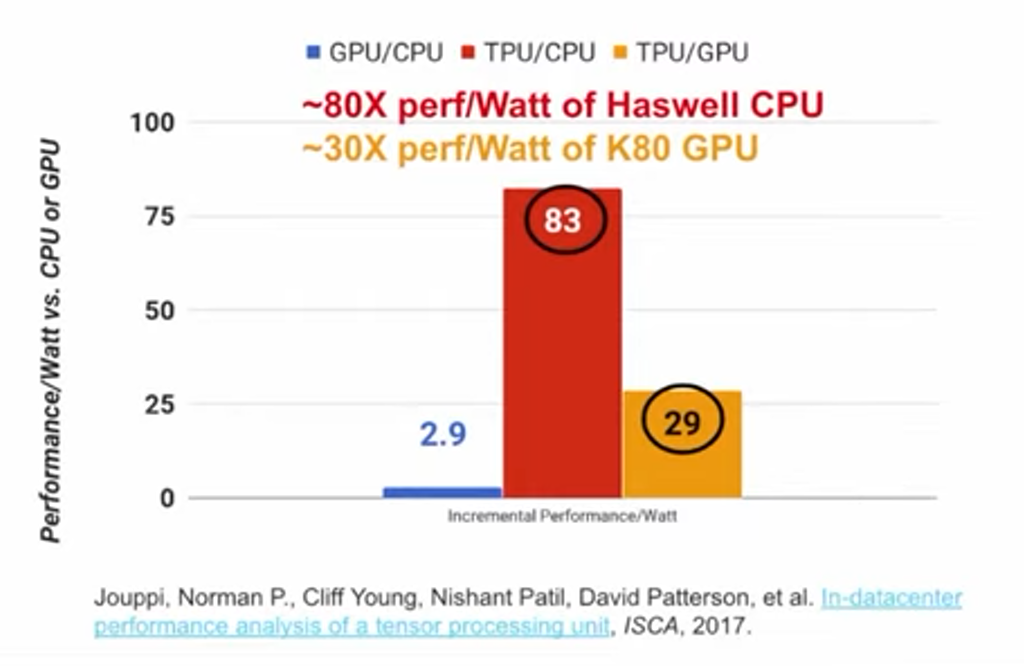 GPU/CPU TPU/CPU TPU/GPU
~80X perf/Watt of Haswell CPU
~30X perf/Watt of K80 GPU
Performance/Watt vs. CPU or GPU
100
75
50
25
0
2.9
83
29
Incremental Performance/Watt
Jouppi, Norman P., Cliff Young, Nishant Patil, David Patterson, et al. In-datacenter
performance analysis of a tensor processing unit, ISCA, 2017.